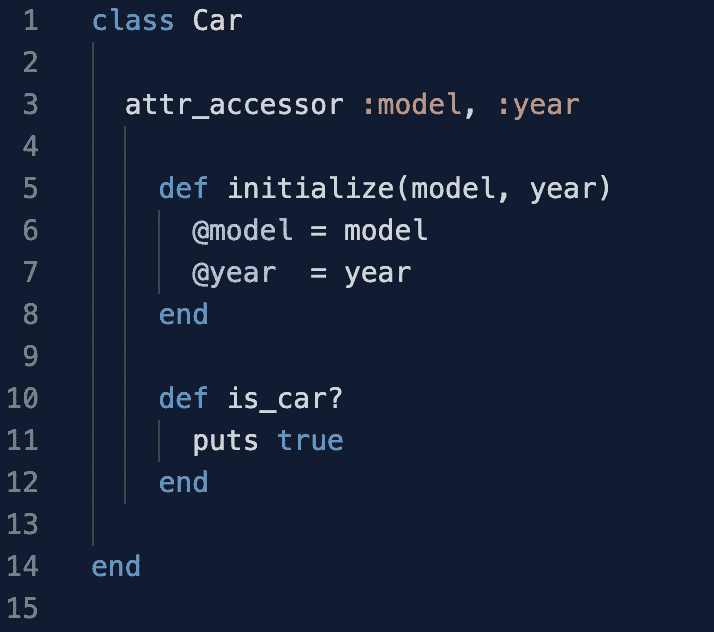 1 class Car
2
3   attr_accessor :model, :year
4
5     def initialize(model, year)
6       @model = model
7       @year  = year
8     end
9
10     def is_car?
11       puts true
12     end
13
14 end
15